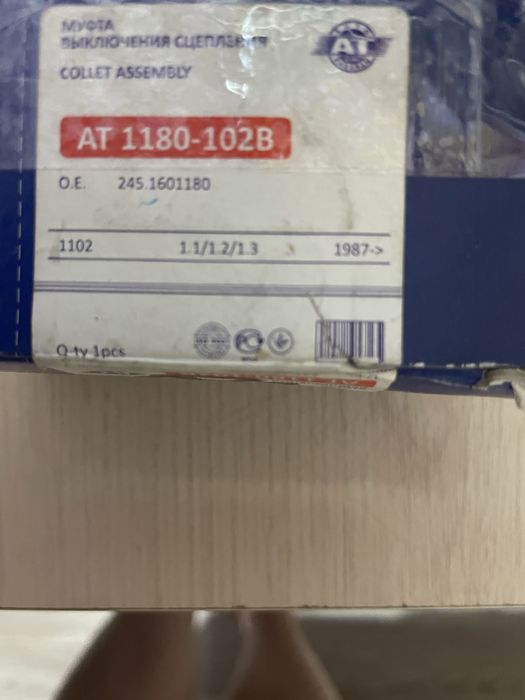 МУФТА
ВЫКЛЮЧЕНИЯ СЦЕПЛЕНИЯ
COLLET ASSEMBLY
AT
AT 1180-102B
O.E. 245.1601180
1102 1.1/1.2/1.3 1987->
Q-ty 1pcs